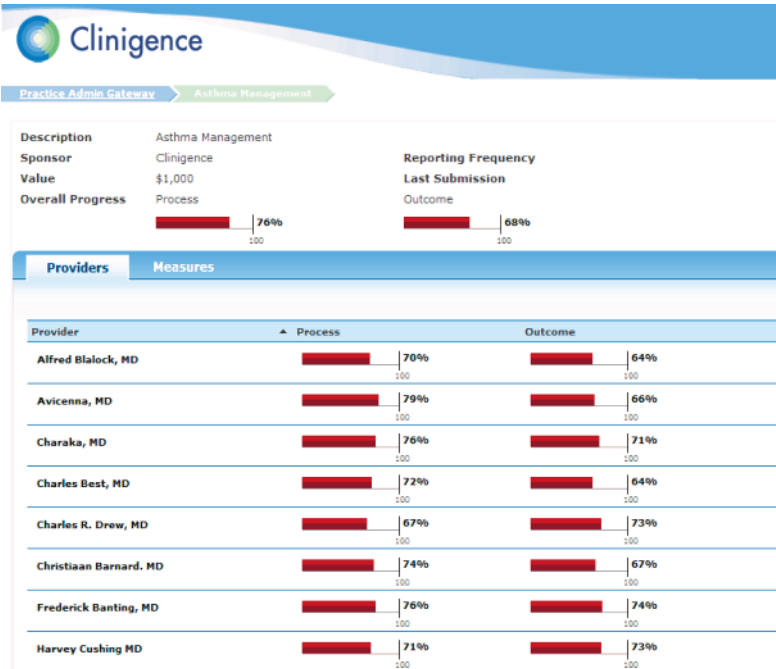 Clinigence
Practice Admin Gateway Asthma Management
Description Asthma Management
Sponsor Clinigence Reporting Frequency
Value $1,000 Last Submission
Overall Progress Process Outcome
76% 68%
100 100
Providers Measures
Provider Process Outcome
Alfred Blalock, MD 70% 64%
100 100
Avicenna, MD 79% 66%
100 100
Charaka, MD 76% 71%
100 100
Charles Best, MD 72% 64%
100 100
Charles R. Drew, MD 67% 73%
100 100
Christiaan Barnard. MD 74% 67%
100 100
Frederick Banting, MD 76% 74%
100 100
Harvey Cushing MD 71% 73%
100 100